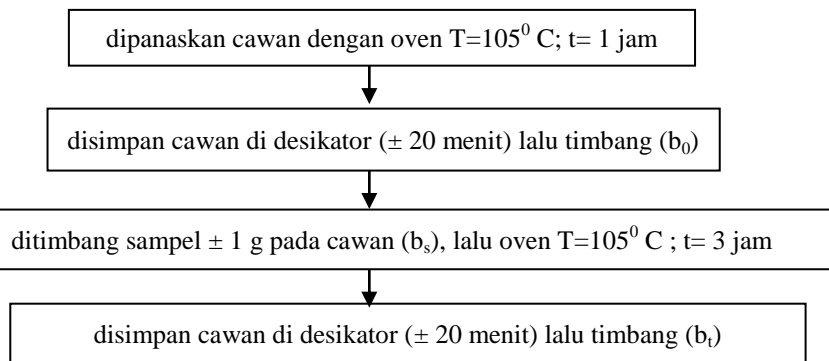 dipanaskan cawan dengan oven T=105⁰ C; t= 1 jam
disimpan cawan di desikator (± 20 menit) lalu timbang (b₀)
ditimbang sampel ± 1 g pada cawan (bₛ), lalu oven T=105⁰ C ; t= 3 jam
disimpan cawan di desikator (± 20 menit) lalu timbang (bₜ)